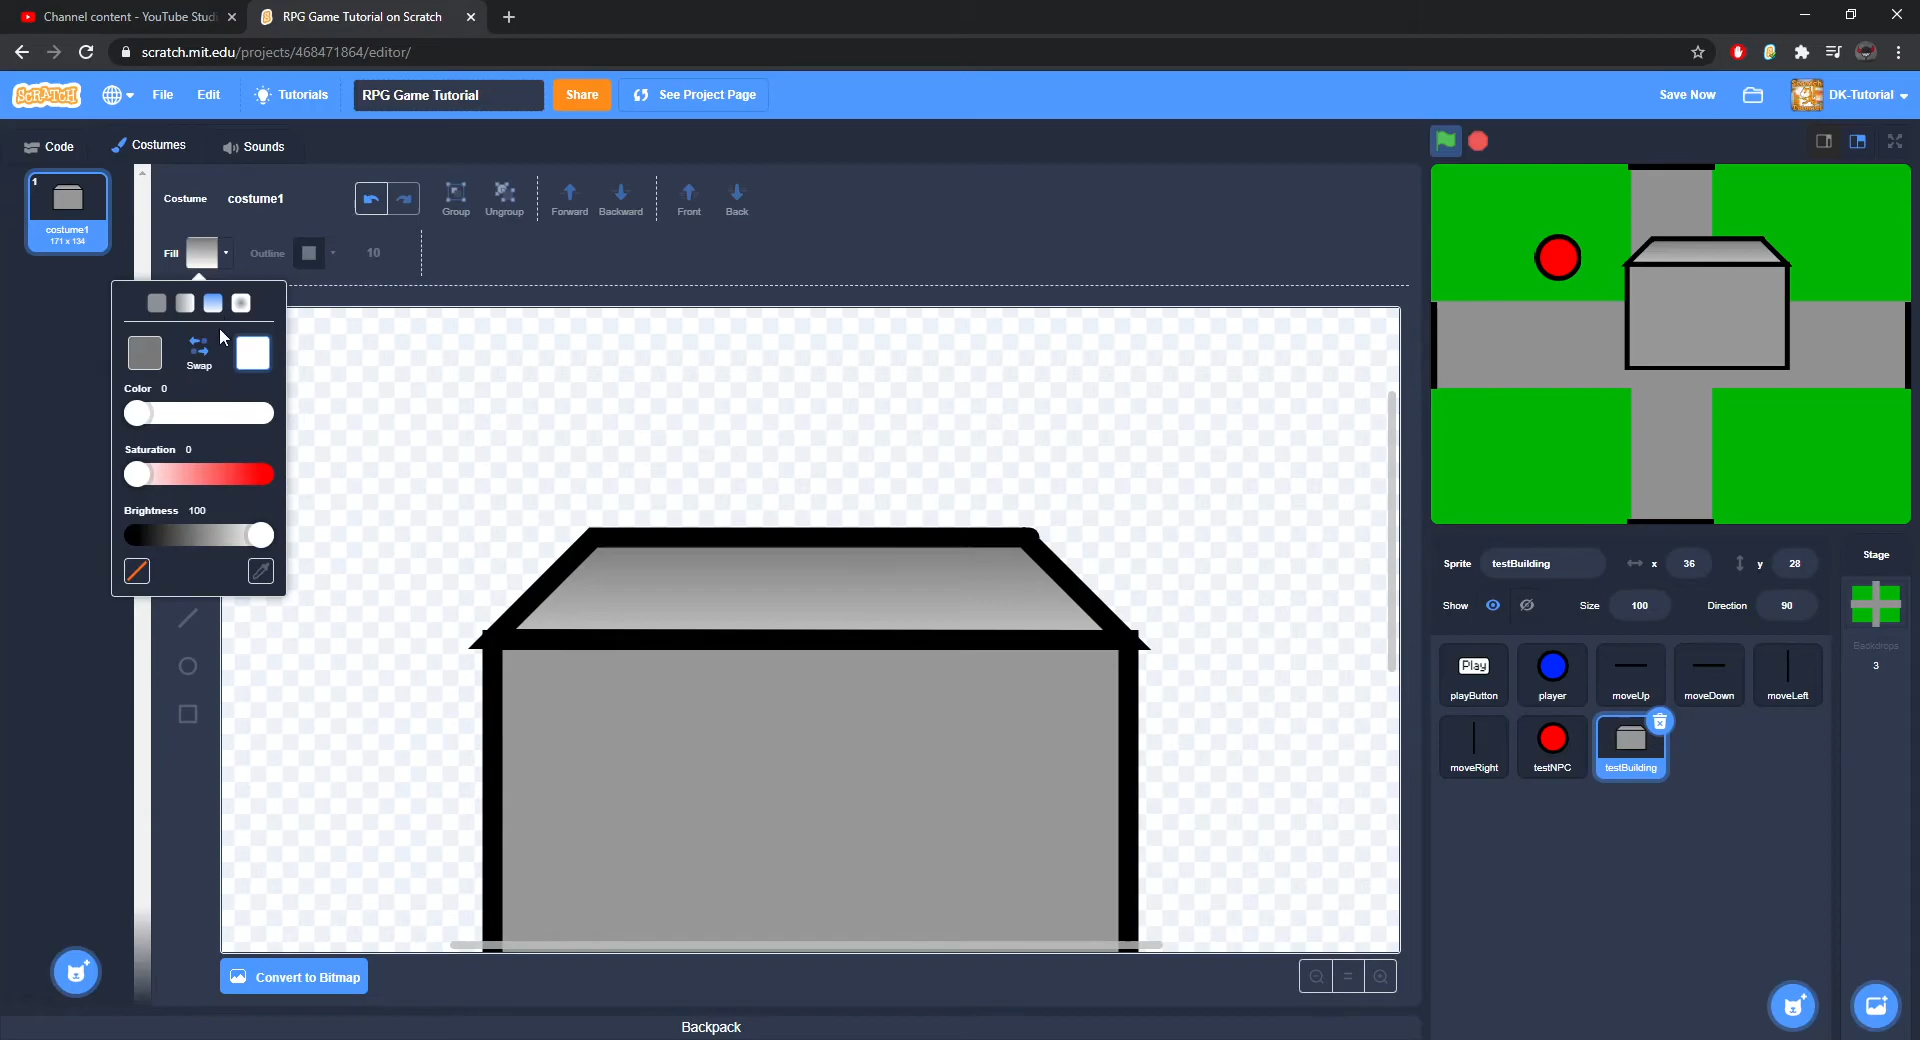 Channel content - YouTube Studi
RPG Game Tutorial on Scratch
scratch.mit.edu/projects/468471864/editor/
SCRATCH
File
Edit
Tutorials
RPG Game Tutorial
Share
See Project Page
Save Now
DK-Tutorial
Code
Costumes
Sounds
1
costume1
171 x 134
Costume
costume1
Group
Ungroup
Forward
Backward
Front
Back
Fill
Outline
10
Swap
Color 0
Saturation 0
Brightness 100
Convert to Bitmap
Backpack
Sprite
testBuilding
x
36
y
28
Show
Size
100
Direction
90
Stage
Backdrops
3
Play
playButton
player
moveUp
moveDown
moveLeft
moveRight
testNPC
testBuilding